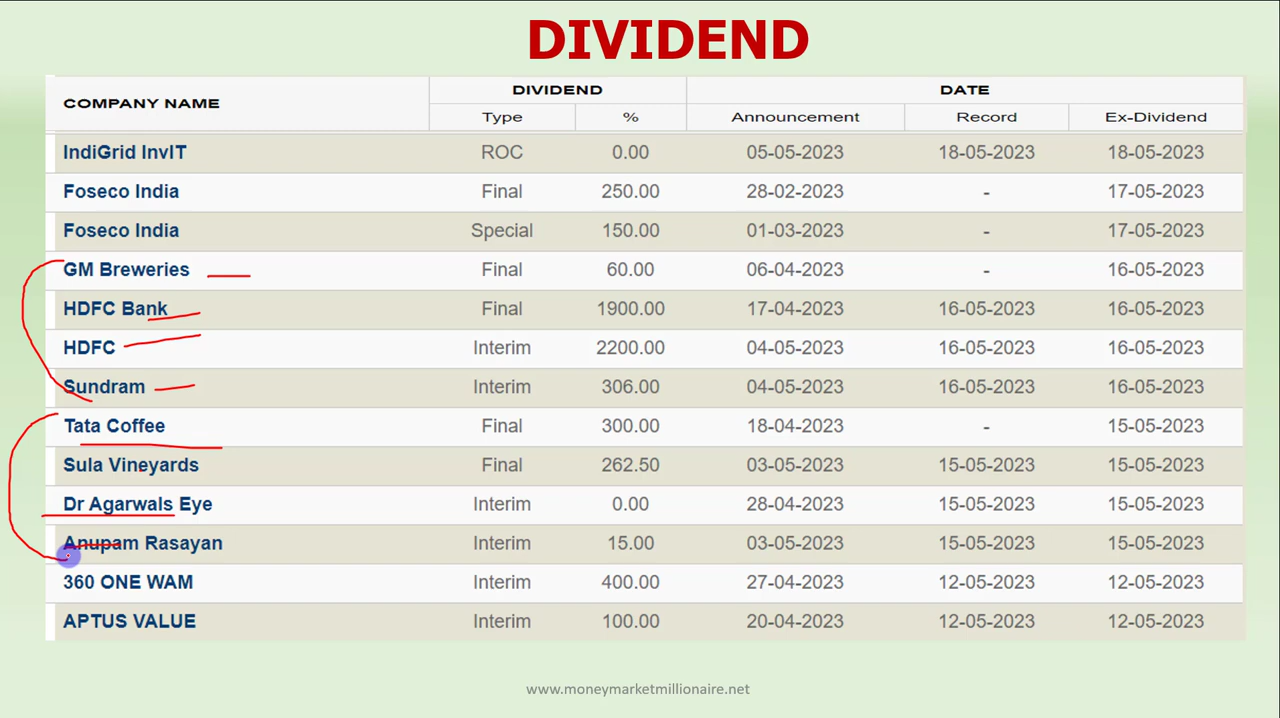 DIVIDEND
COMPANY NAME DIVIDEND DATE
Type % Announcement Record Ex-Dividend
IndiGrid InvIT ROC 0.00 05-05-2023 18-05-2023 18-05-2023
Foseco India Final 250.00 28-02-2023 - 17-05-2023
Foseco India Special 150.00 01-03-2023 - 17-05-2023
GM Breweries Final 60.00 06-04-2023 - 16-05-2023
HDFC Bank Final 1900.00 17-04-2023 16-05-2023 16-05-2023
HDFC Interim 2200.00 04-05-2023 16-05-2023 16-05-2023
Sundram Interim 306.00 04-05-2023 16-05-2023 16-05-2023
Tata Coffee Final 300.00 18-04-2023 - 15-05-2023
Sula Vineyards Final 262.50 03-05-2023 15-05-2023 15-05-2023
Dr Agarwals Eye Interim 0.00 28-04-2023 15-05-2023 15-05-2023
Anupam Rasayan Interim 15.00 03-05-2023 15-05-2023 15-05-2023
360 ONE WAM Interim 400.00 27-04-2023 12-05-2023 12-05-2023
APTUS VALUE Interim 100.00 20-04-2023 12-05-2023 12-05-2023
www.moneymarketmillionaire.net